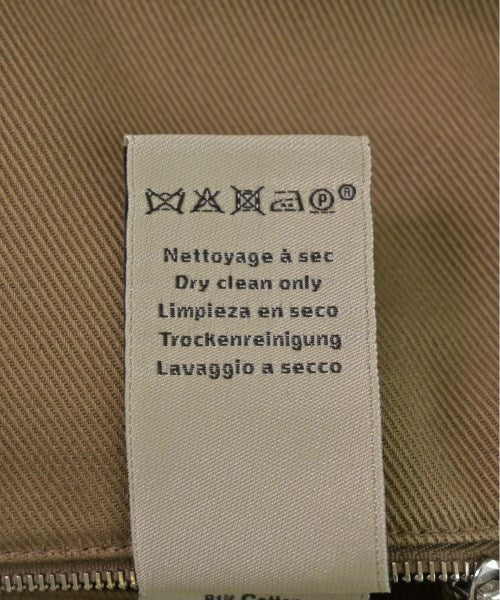 P ®
Nettoyage à sec
Dry clean only
Limpieza en seco
Trockenreinigung
Lavaggio a secco